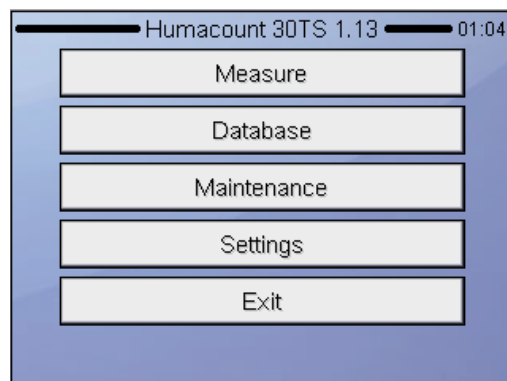 Humacount 30TS 1.13 01:04
Measure
Database
Maintenance
Settings
Exit